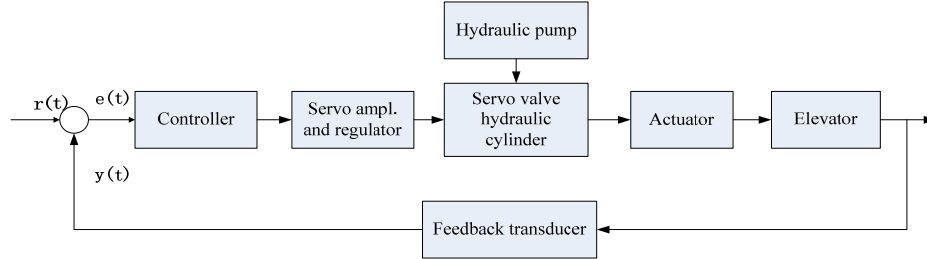 Hydraulic pump
r(t)
e(t)
Controller
Servo ampl.
and regulator
Servo valve
hydraulic
cylinder
Actuator
Elevator
y(t)
Feedback transducer